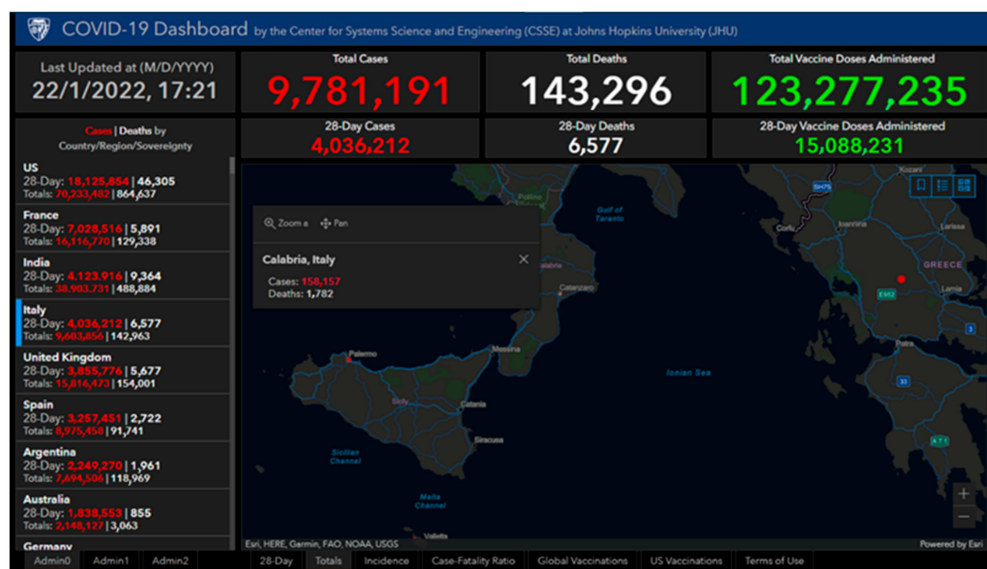 COVID-19 Dashboard by the Center for Systems Science and Engineering (CSSE) at Johns Hopkins University (JHU)
Last Updated at (M/D/YYYY)
22/1/2022, 17:21
Total Cases
9,781,191
Total Deaths
143,296
Total Vaccine Doses Administered
123,277,235
28-Day Cases
4,036,212
28-Day Deaths
6,577
28-Day Vaccine Doses Administered
15,088,231
Cases | Deaths by
Country/Region/Sovereignty
US
28-Day: 18,125,854 | 46,305
Totals: 70,233,482 | 864,637
France
28-Day: 7,028,516 | 5,891
Totals: 16,116,770 | 129,338
India
28-Day: 4.123.916 | 9,364
Totals: 38.903.731 | 488,884
Italy
28-Day: 4,036,212 | 6,577
Totals: 9,603,856 | 142,963
United Kingdom
28-Day: 3,855,776 | 5,677
Totals: 15,816,473 | 154,001
Spain
28-Day: 3,257,451 | 2,722
Totals: 8,975,458 | 91,741
Argentina
28-Day: 2,249,270 | 1,961
Totals: 7,694,506 | 118,969
Australia
28-Day: 1,838,553 | 855
Totals: 2,148,127 | 3,063
Germany
Zoom a Pan
Calabria, Italy
Cases: 158,157
Deaths: 1,782
Pollino
Gulf of
Taranto
Calabria
Catanzaro
Messina
Palermo
Sicily
Catania
Siracusa
Sicilian
Channel
Malta
Channel
Valletta
Ionian Sea
Kozani
SH75
Corfu
Ioannina
Larissa
GREECE
E952
Lamia
3
Patra
33
A71
+
−
Esri, HERE, Garmin, FAO, NOAA, USGS
Powered by Esri
Admin0 Admin1 Admin2
28-Day Totals Incidence Case-Fatality Ratio Global Vaccinations US Vaccinations Terms of Use